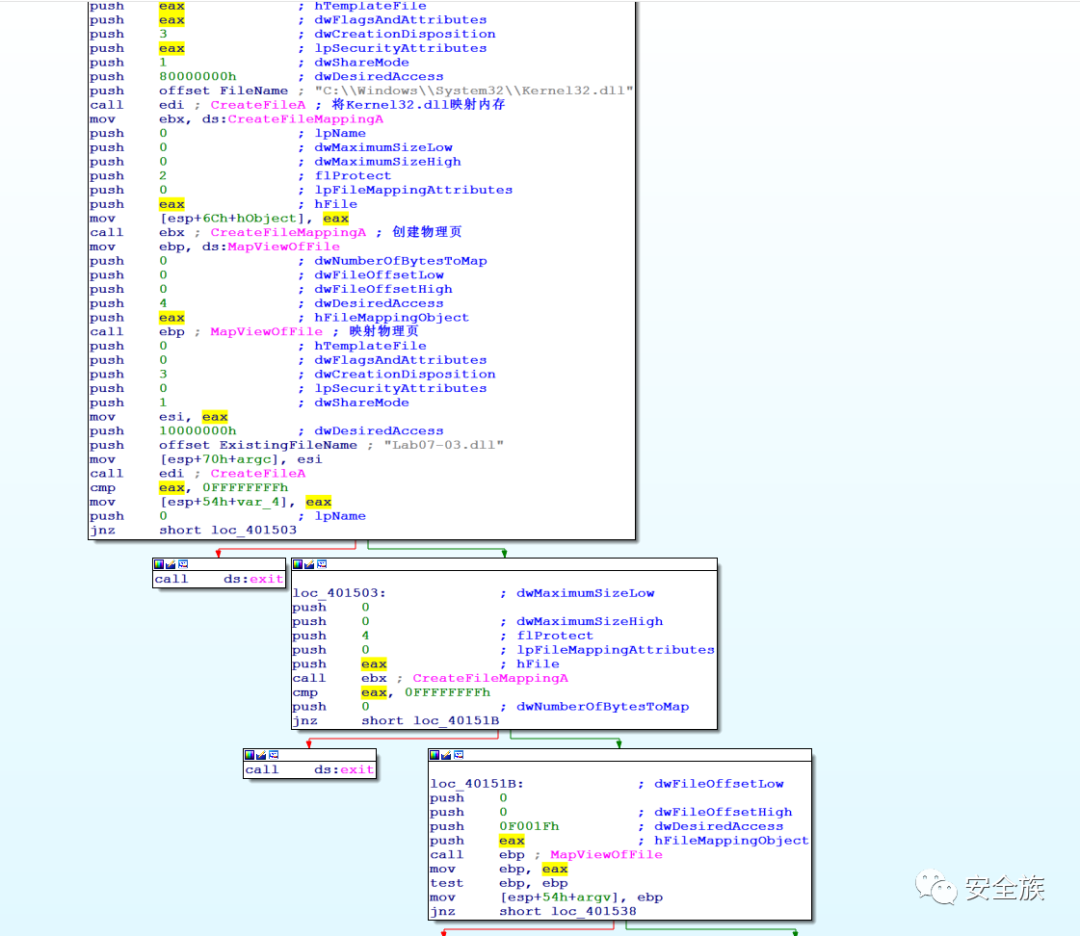 push eax ; hTemplateFile
push eax ; dwFlagsAndAttributes
push 3 ; dwCreationDisposition
push eax ; lpSecurityAttributes
push 1 ; dwShareMode
push 80000000h ; dwDesiredAccess
push offset FileName ; "C:\\Windows\\System32\\Kernel32.dll"
call edi ; CreateFileA ; 将Kernel32.dll映射内存
mov ebx, ds:CreateFileMappingA
push 0 ; lpName
push 0 ; dwMaximumSizeLow
push 0 ; dwMaximumSizeHigh
push 2 ; flProtect
push 0 ; lpFileMappingAttributes
push eax ; hFile
mov [esp+6Ch+hObject], eax
call ebx ; CreateFileMappingA ; 创建物理页
mov ebp, ds:MapViewOfFile
push 0 ; dwNumberOfBytesToMap
push 0 ; dwFileOffsetLow
push 0 ; dwFileOffsetHigh
push 4 ; dwDesiredAccess
push eax ; hFileMappingObject
call ebp ; MapViewOfFile ; 映射物理页
push 0 ; hTemplateFile
push 0 ; dwFlagsAndAttributes
push 3 ; dwCreationDisposition
push 0 ; lpSecurityAttributes
push 1 ; dwShareMode
mov esi, eax
push 10000000h ; dwDesiredAccess
push offset ExistingFileName ; "Lab07-03.dll"
mov [esp+70h+argc], esi
call edi ; CreateFileA
cmp eax, 0FFFFFFFFh
mov [esp+54h+var_4], eax
push 0 ; lpName
jnz short loc_401503
call ds:exit
loc_401503: ; dwMaximumSizeLow
push 0
push 0 ; dwMaximumSizeHigh
push 4 ; flProtect
push 0 ; lpFileMappingAttributes
push eax ; hFile
call ebx ; CreateFileMappingA
cmp eax, 0FFFFFFFFh
push 0 ; dwNumberOfBytesToMap
jnz short loc_40151B
call ds:exit
loc_40151B: ; dwFileOffsetLow
push 0
push 0 ; dwFileOffsetHigh
push 0F001Fh ; dwDesiredAccess
push eax ; hFileMappingObject
call ebp ; MapViewOfFile
mov ebp, eax
test ebp, ebp
mov [esp+54h+argv], ebp
jnz short loc_401538
安全族